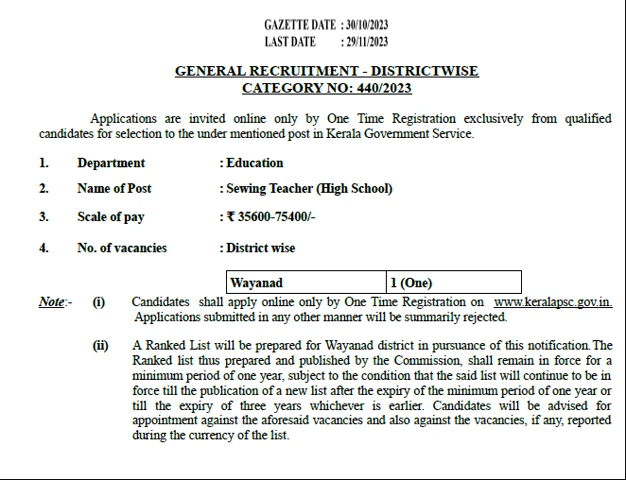 GAZETTE DATE : 30/10/2023
LAST DATE : 29/11/2023
GENERAL RECRUITMENT - DISTRICTWISE
CATEGORY NO: 440/2023
Applications are invited online only by One Time Registration exclusively from qualified
candidates for selection to the under mentioned post in Kerala Government Service.
1. Department : Education
2. Name of Post : Sewing Teacher (High School)
3. Scale of pay : ₹ 35600-75400/-
4. No. of vacancies : District wise
Wayanad 1 (One)
Note:- (i) Candidates shall apply online only by One Time Registration on www.keralapsc.gov.in.
Applications submitted in any other manner will be summarily rejected.
(ii) A Ranked List will be prepared for Wayanad district in pursuance of this notification.The
Ranked list thus prepared and published by the Commission, shall remain in force for a
minimum period of one year, subject to the condition that the said list will continue to be in
force till the publication of a new list after the expiry of the minimum period of one year or
till the expiry of three years whichever is earlier. Candidates will be advised for
appointment against the aforesaid vacancies and also against the vacancies, if any, reported
during the currency of the list.